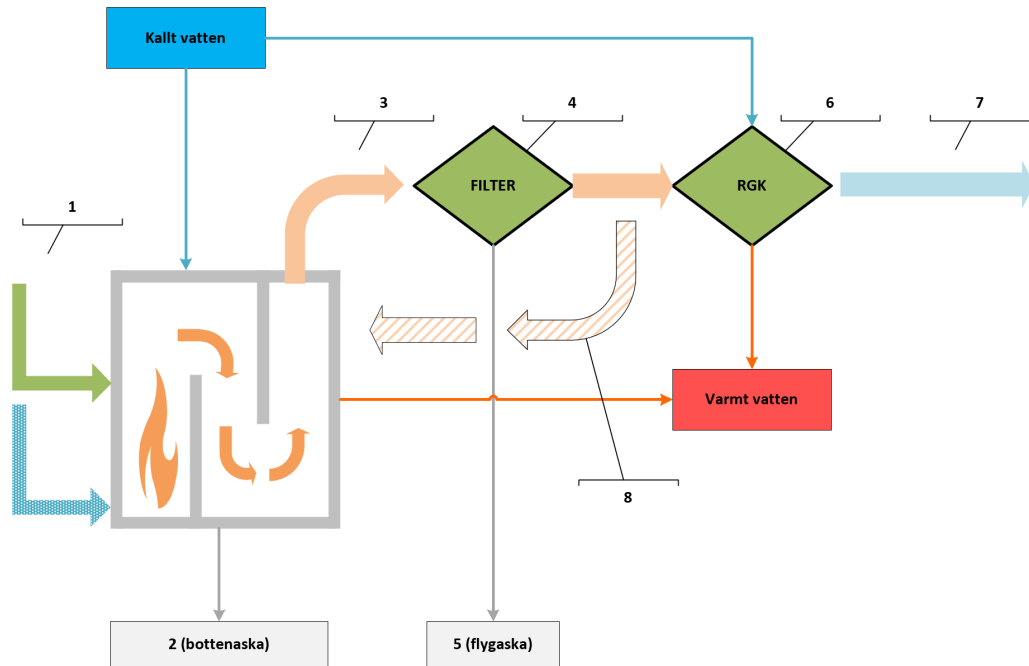 Kallt vatten
3
4
6
7
FILTER
RGK
1
Varmt vatten
8
2 (bottenaska)
5 (flygaska)